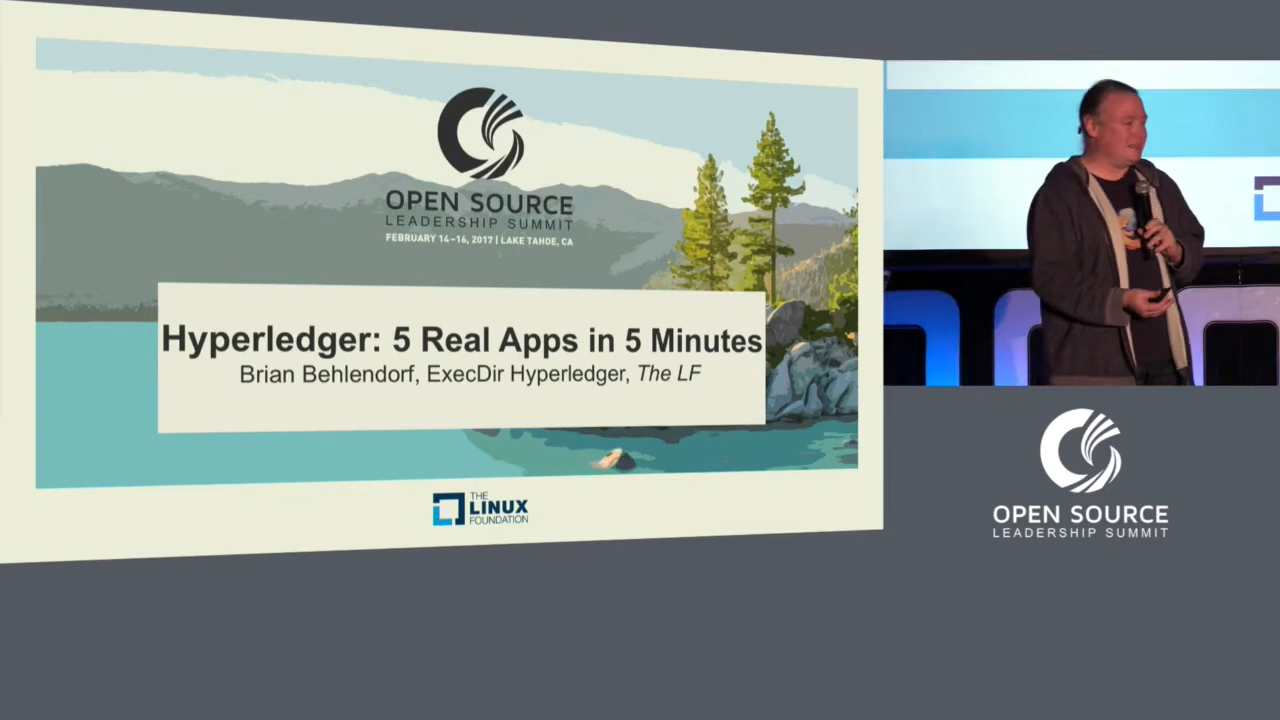 OPEN SOURCE
LEADERSHIP SUMMIT
FEBRUARY 14–16, 2017 | LAKE TAHOE, CA
Hyperledger: 5 Real Apps in 5 Minutes
Brian Behlendorf, ExecDir Hyperledger, The LF
THE
LINUX
FOUNDATION
OPEN SOURCE
LEADERSHIP SUMMIT